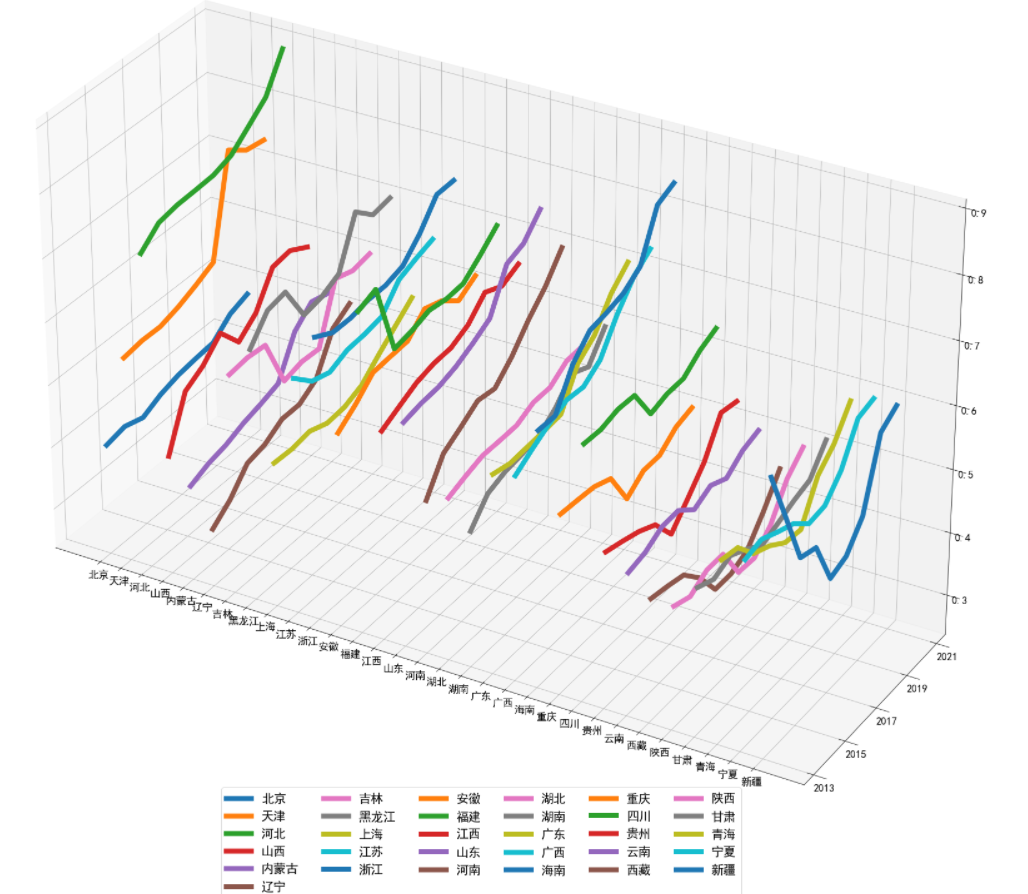 0.9
0.8
0.7
0.6
0.5
0.4
0.3
2021
2019
2017
2015
2013
北京
天津
河北
山西
内蒙古
辽宁
吉林
黑龙江
上海
江苏
浙江
安徽
福建
江西
山东
河南
湖北
湖南
广东
广西
海南
重庆
四川
贵州
云南
西藏
陕西
甘肃
青海
宁夏
新疆
北京 吉林 安徽 湖北 重庆 陕西
天津 黑龙江 福建 湖南 四川 甘肃
河北 上海 江西 广东 贵州 青海
山西 江苏 山东 广西 云南 宁夏
内蒙古 浙江 河南 海南 西藏 新疆
辽宁